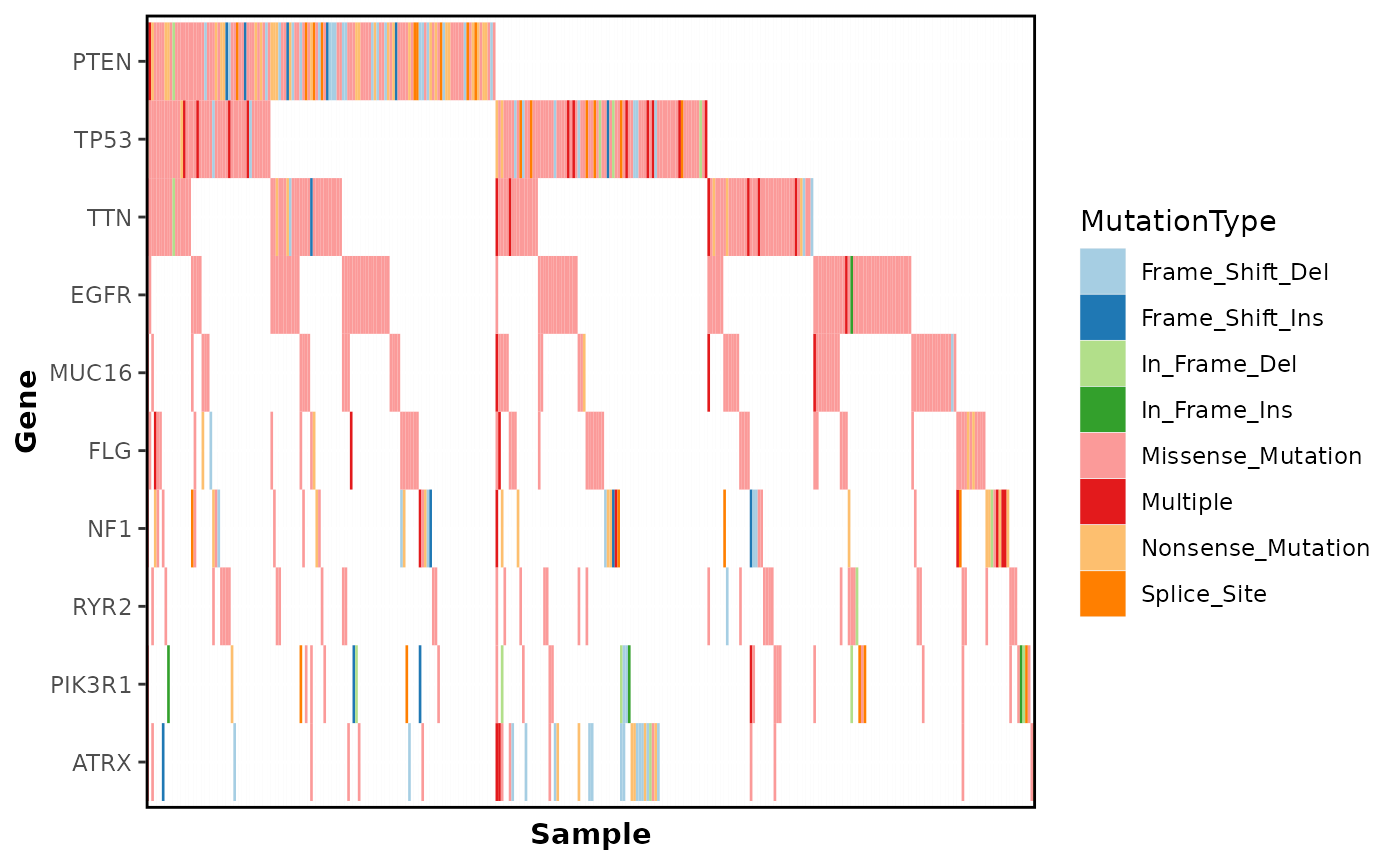 PTEN
TP53
TTN
EGFR
MUC16
FLG
NF1
RYR2
PIK3R1
ATRX
Gene
Sample
MutationType
Frame_Shift_Del
Frame_Shift_Ins
In_Frame_Del
In_Frame_Ins
Missense_Mutation
Multiple
Nonsense_Mutation
Splice_Site